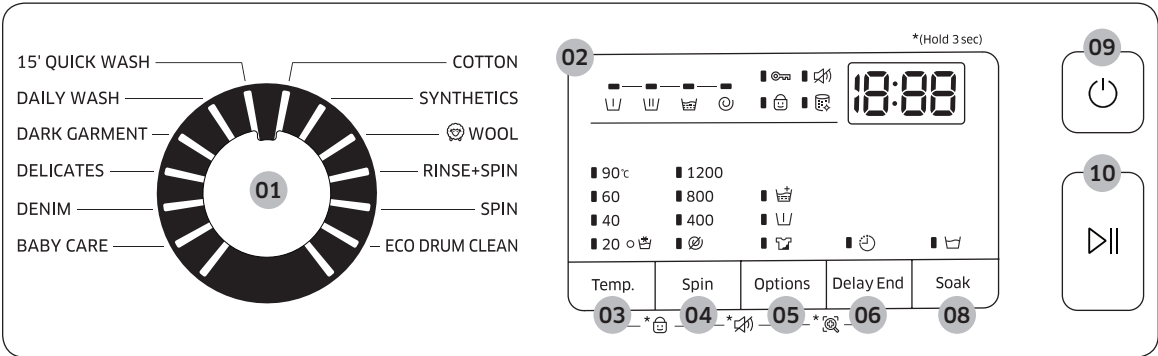 *(Hold 3 sec)
02
09
15' QUICK WASH
COTTON
DAILY WASH
SYNTHETICS
18:88
DARK GARMENT
WOOL
DELICATES
RINSE+SPIN
90℃
1200
10
01
60
800
DENIM
SPIN
40
400
BABY CARE
ECO DRUM CLEAN
20
Temp.
Spin
Options
Delay End
Soak
03
*
04
*
05
*
06
08